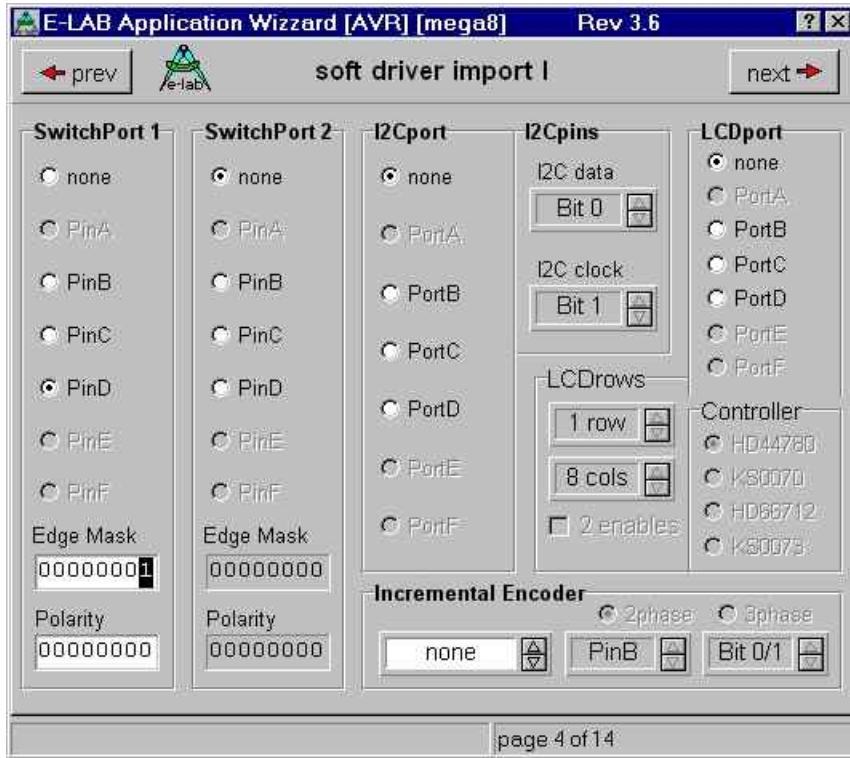 E-LAB Application Wizzard [AVR] [mega8] Rev 3.6
prev
e-lab
soft driver import I
next
SwitchPort 1
none
PinA
PinB
PinC
PinD
PinE
PinF
Edge Mask
00000001
Polarity
00000000
SwitchPort 2
none
PinA
PinB
PinC
PinD
PinE
PinF
Edge Mask
00000000
Polarity
00000000
I2Cport
none
PortA
PortB
PortC
PortD
PortE
PortF
I2Cpins
I2C data
Bit 0
I2C clock
Bit 1
LCDrows
1 row
8 cols
2 enables
LCDport
none
PortA
PortB
PortC
PortD
PortE
PortF
Controller
HD44780
KS0070
HD66712
KS0073
Incremental Encoder
2phase
3phase
none
PinB
Bit 0/1
page 4 of 14